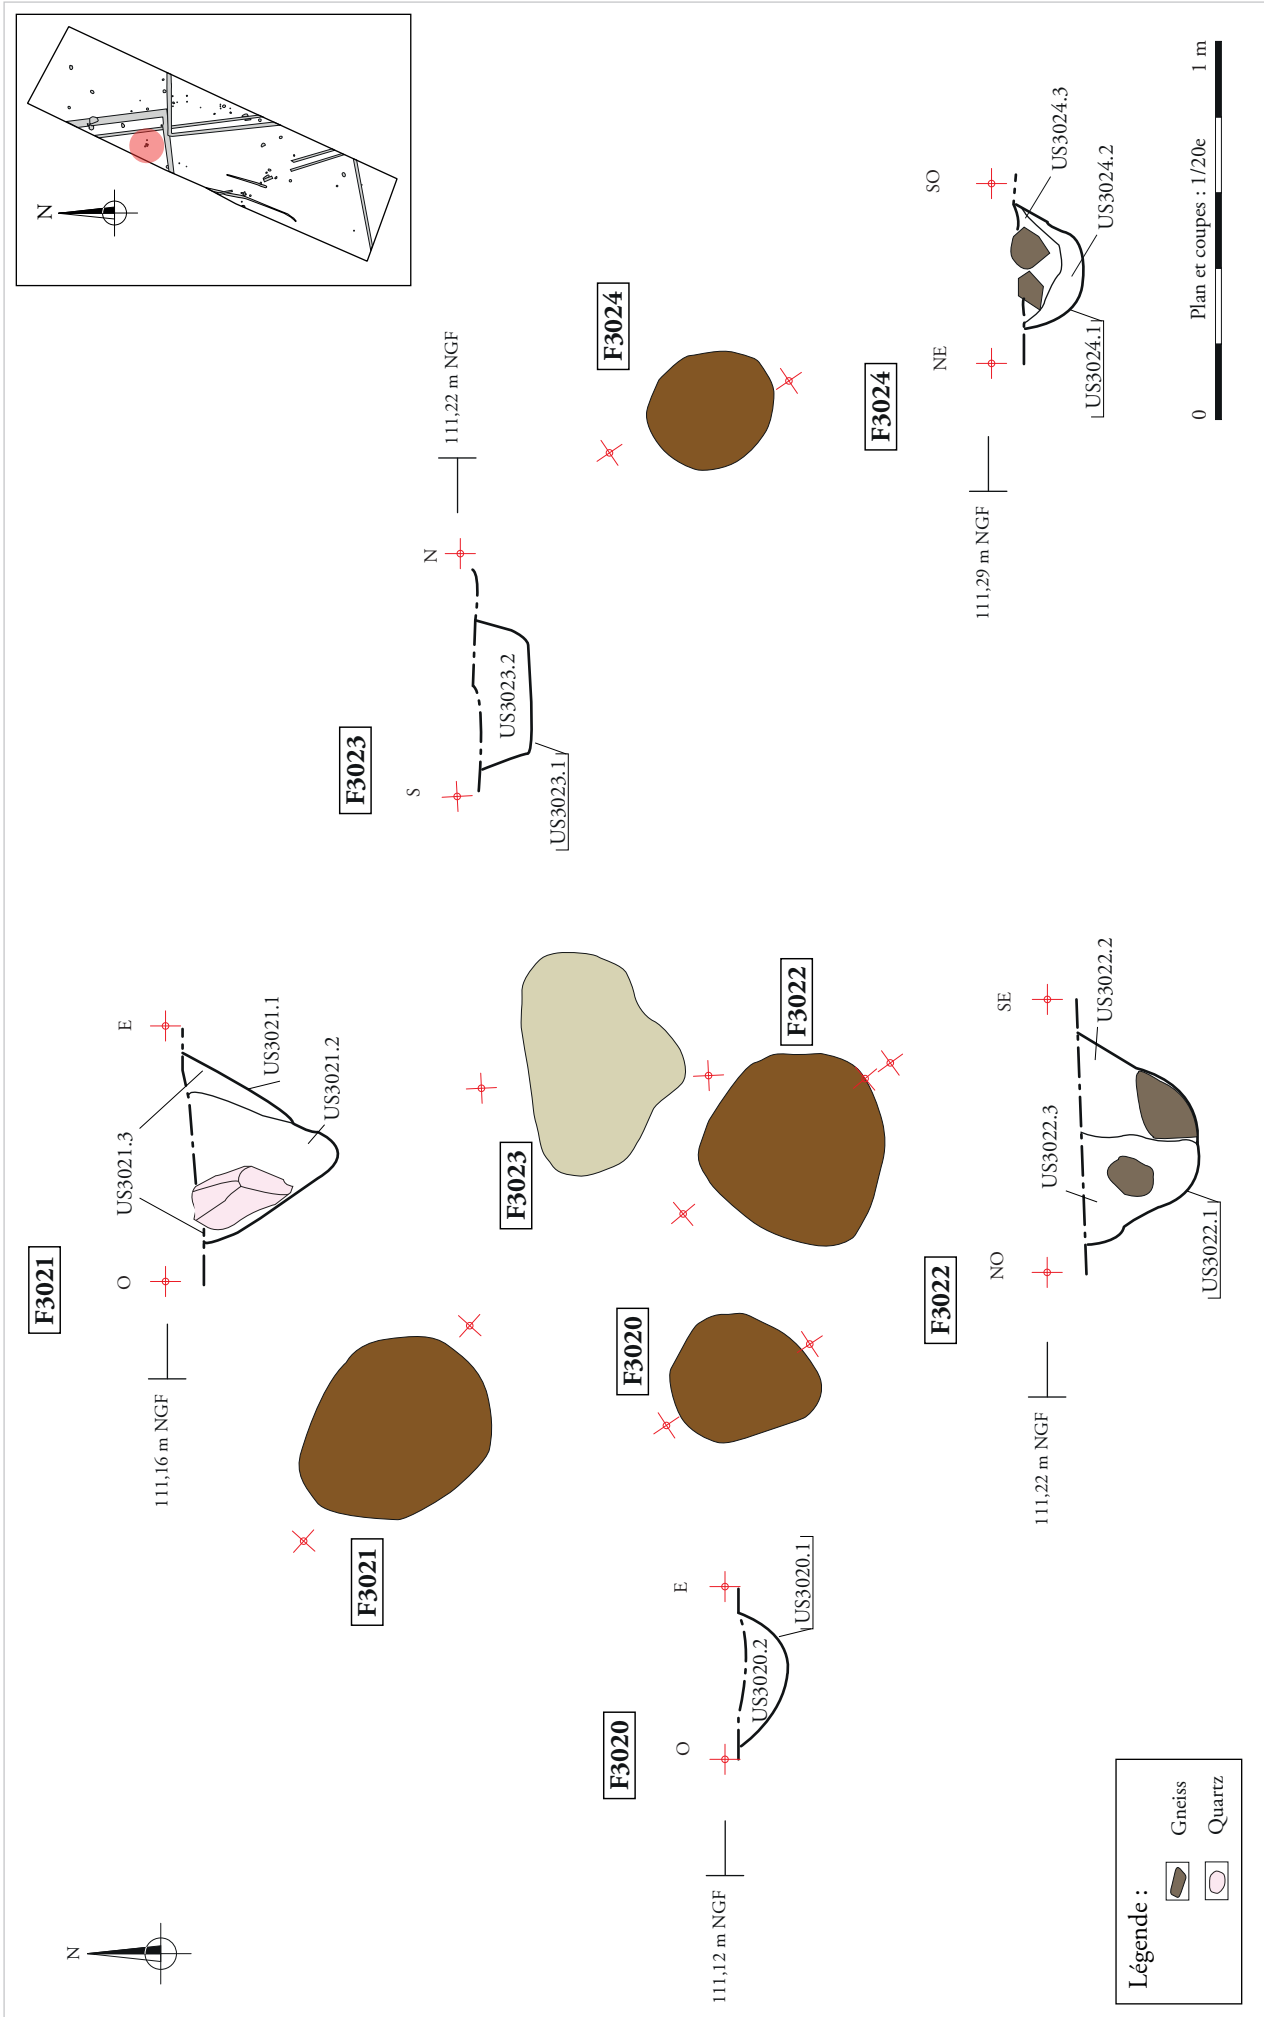 N
F3021
O
E
111,16 m NGF
US3021.3
US3021.1
US3021.2
F3021
F3023
S
N
111,22 m NGF
US3023.2
US3023.1
F3023
F3024
F3024
NE
SO
111,29 m NGF
US3024.3
US3024.2
US3024.1
F3022
F3020
F3020
O
E
111,12 m NGF
US3020.2
US3020.1
F3022
NO
SE
111,22 m NGF
US3022.3
US3022.2
US3022.1
N
Légende :
Gneiss
Quartz
Plan et coupes : 1/20e
0
1 m